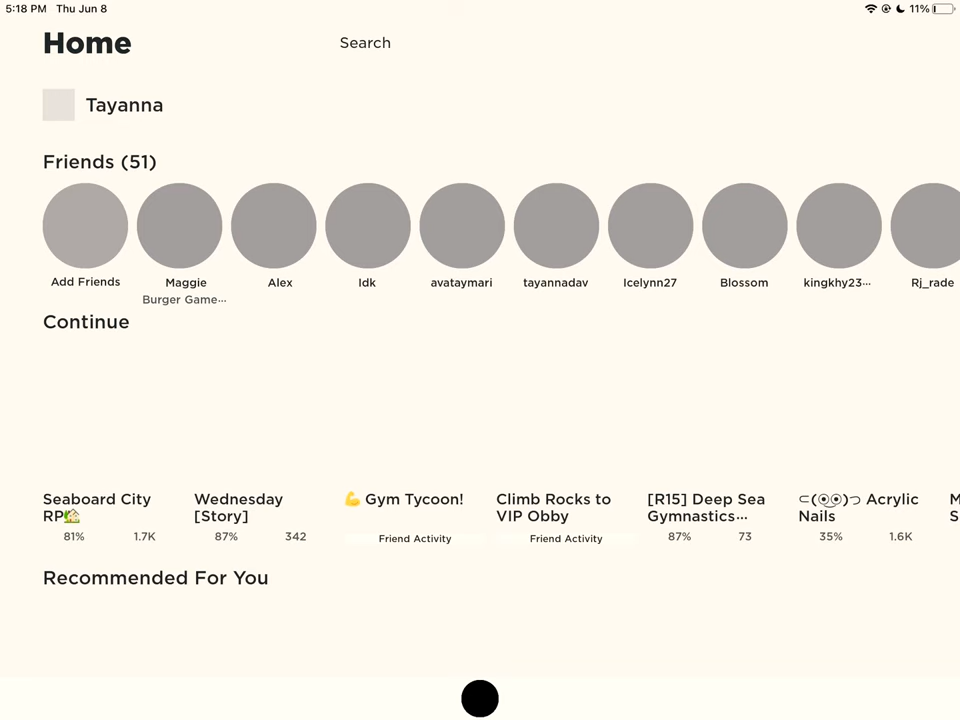 5:18 PM Thu Jun 8
11%
Home
Search
Tayanna
Friends (51)
Add Friends
Maggie
Alex
Idk
avataymari
tayannadav
Icelynn27
Blossom
kingkhy23...
Rj_rade
Burger Game...
Continue
Seaboard City
RP🏡
Wednesday
[Story]
💪 Gym Tycoon!
Climb Rocks to
VIP Obby
[R15] Deep Sea
Gymnastics...
⊂(◉‿◉)つ Acrylic
Nails
M
S
81% 1.7K
87% 342
Friend Activity
Friend Activity
87% 73
35% 1.6K
Recommended For You